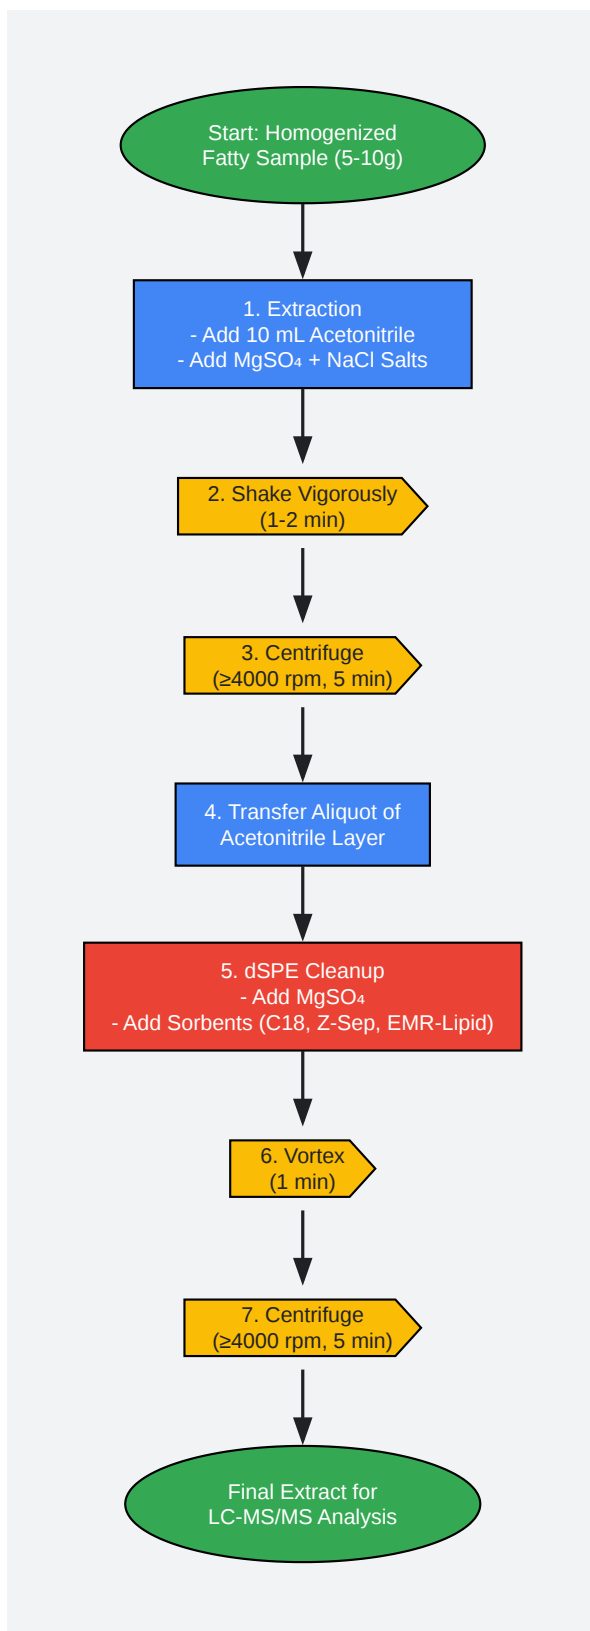 Start: Homogenized
Fatty Sample (5-10g)
1. Extraction
- Add 10 mL Acetonitrile
- Add MgSO₄ + NaCl Salts
2. Shake Vigorously
(1-2 min)
3. Centrifuge
(≥4000 rpm, 5 min)
4. Transfer Aliquot of
Acetonitrile Layer
5. dSPE Cleanup
- Add MgSO₄
- Add Sorbents (C18, Z-Sep, EMR-Lipid)
6. Vortex
(1 min)
7. Centrifuge
(≥4000 rpm, 5 min)
Final Extract for
LC-MS/MS Analysis